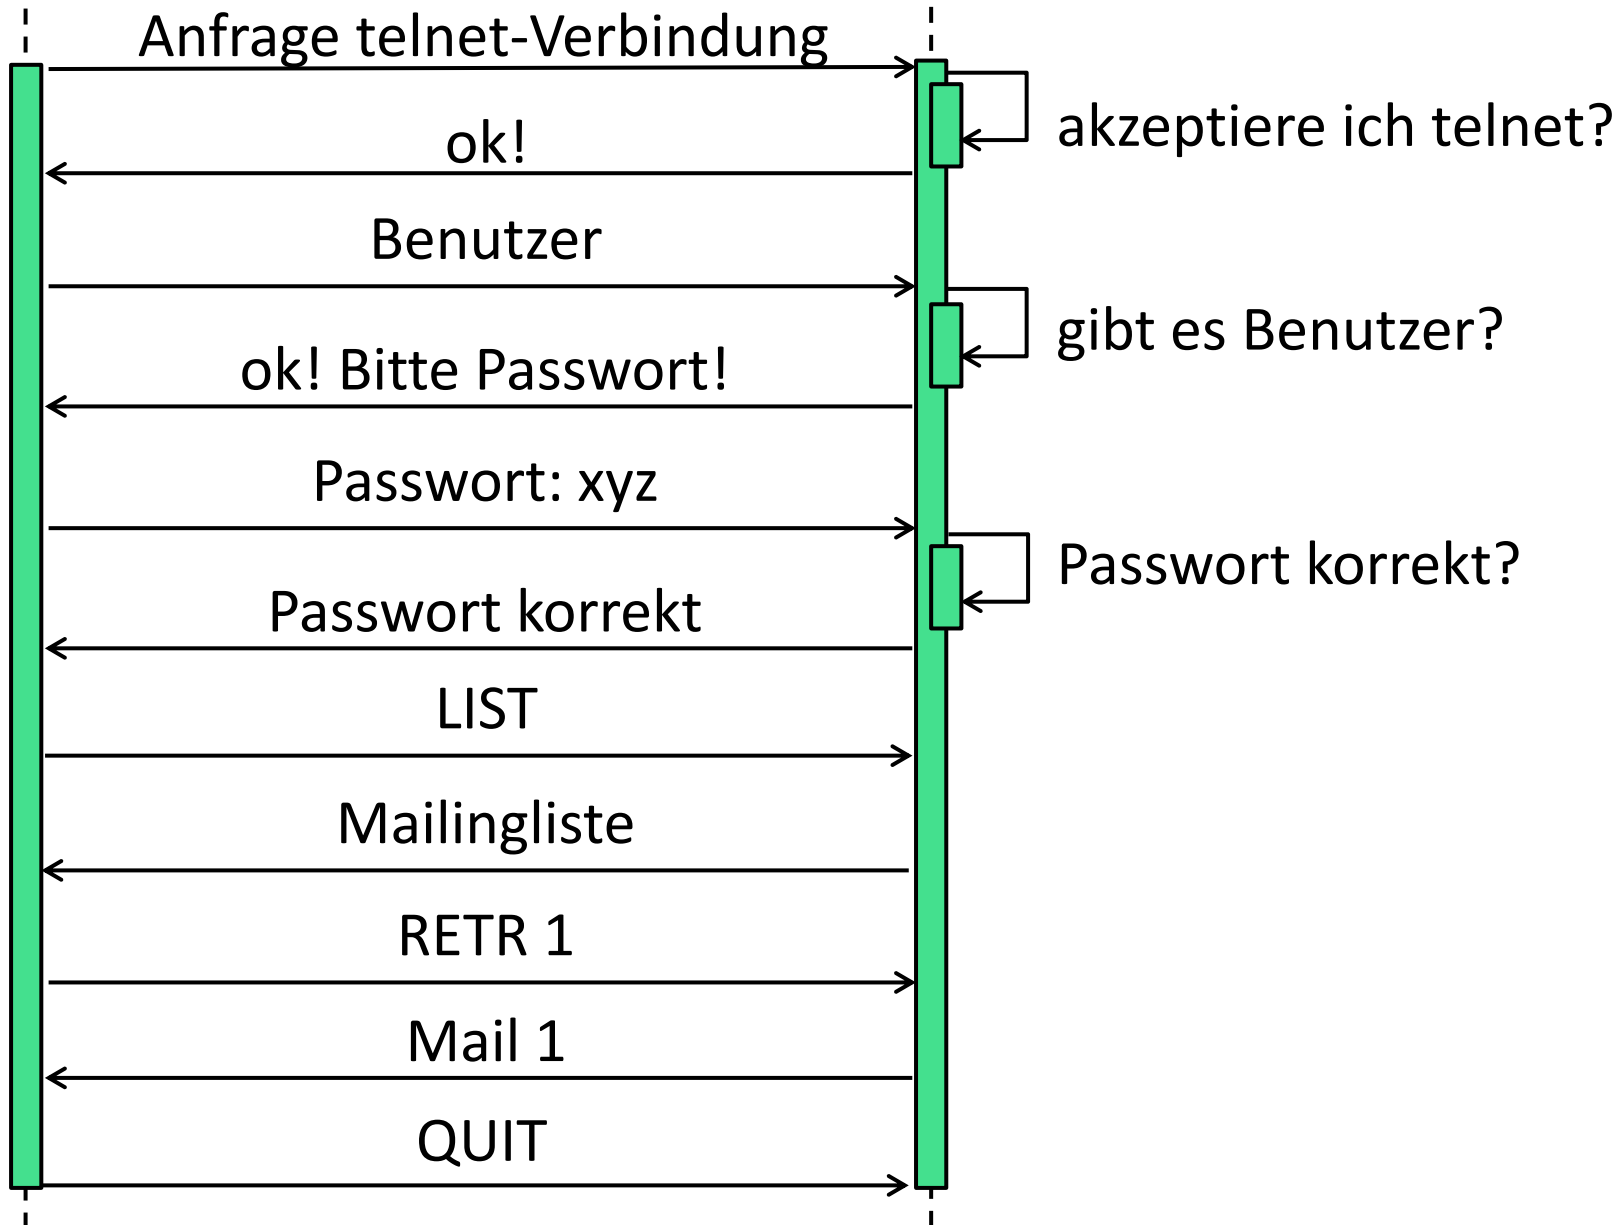 Anfrage telnet-Verbindung
akzeptiere ich telnet?
ok!
Benutzer
gibt es Benutzer?
ok! Bitte Passwort!
Passwort: xyz
Passwort korrekt?
Passwort korrekt
LIST
Mailingliste
RETR 1
Mail 1
QUIT